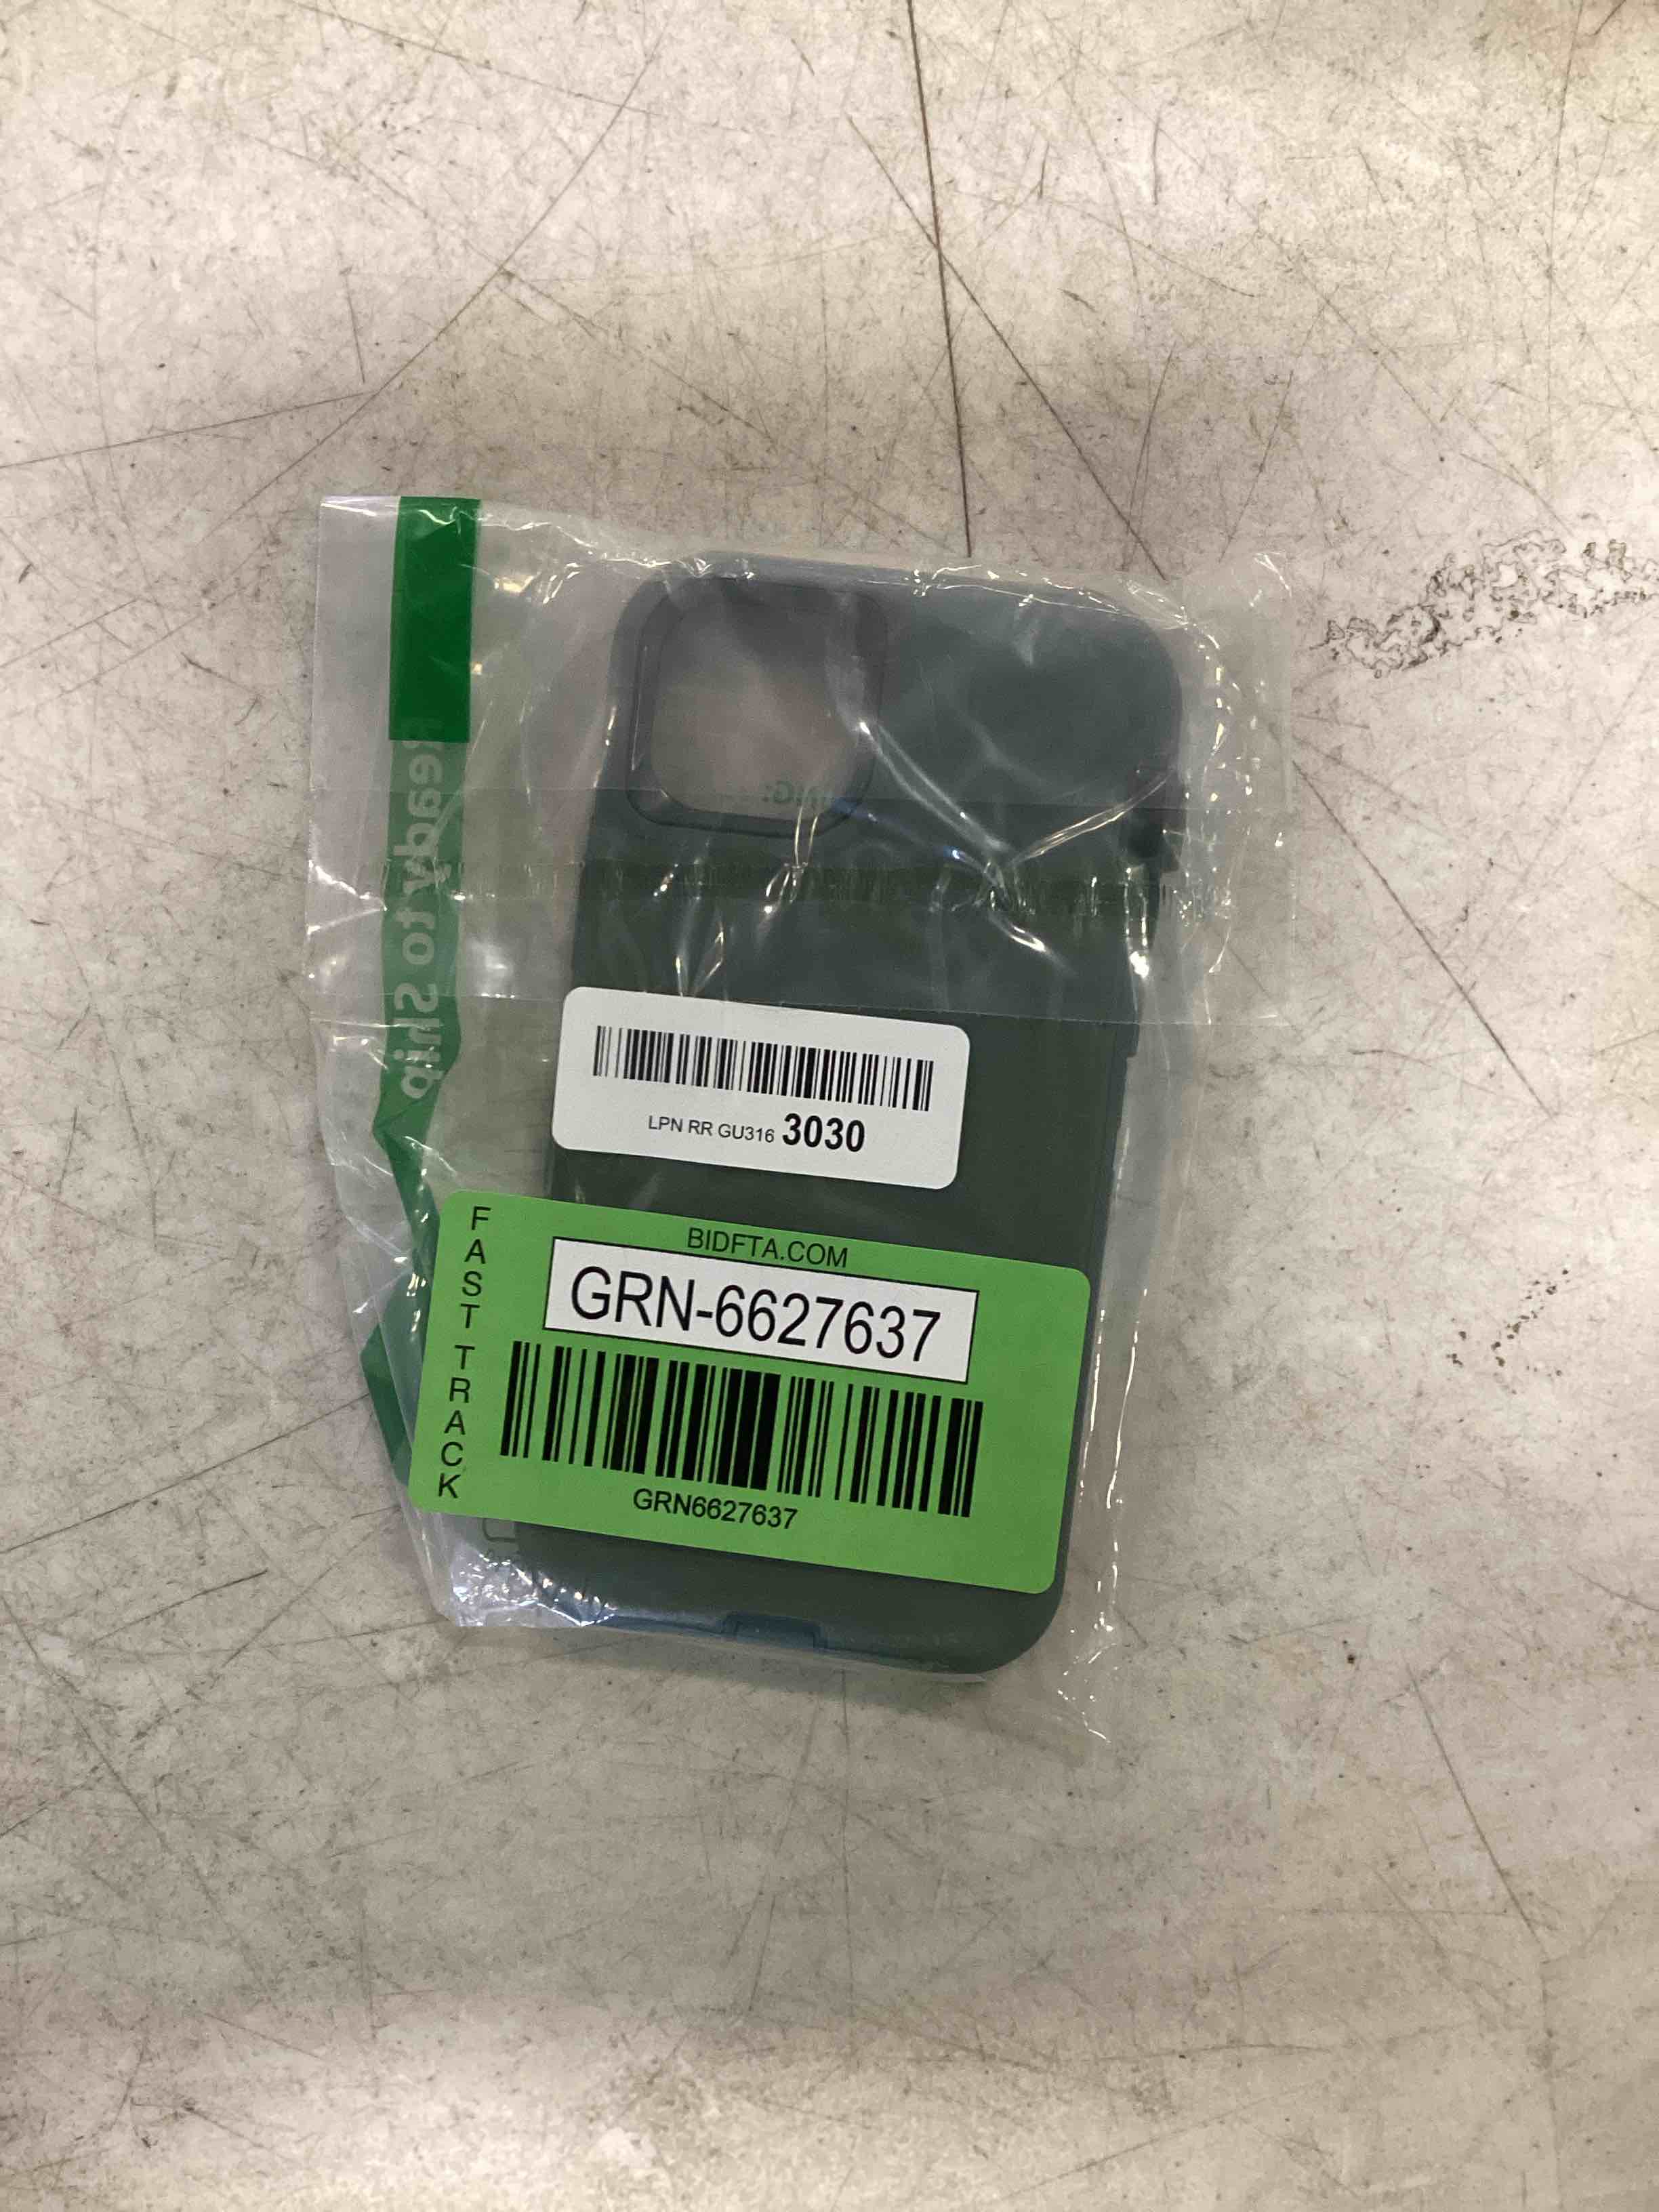 Ready to Ship
LPN RR GU316 3030
FAST TRACK
BIDFTA.COM
GRN-6627637
GRN6627637